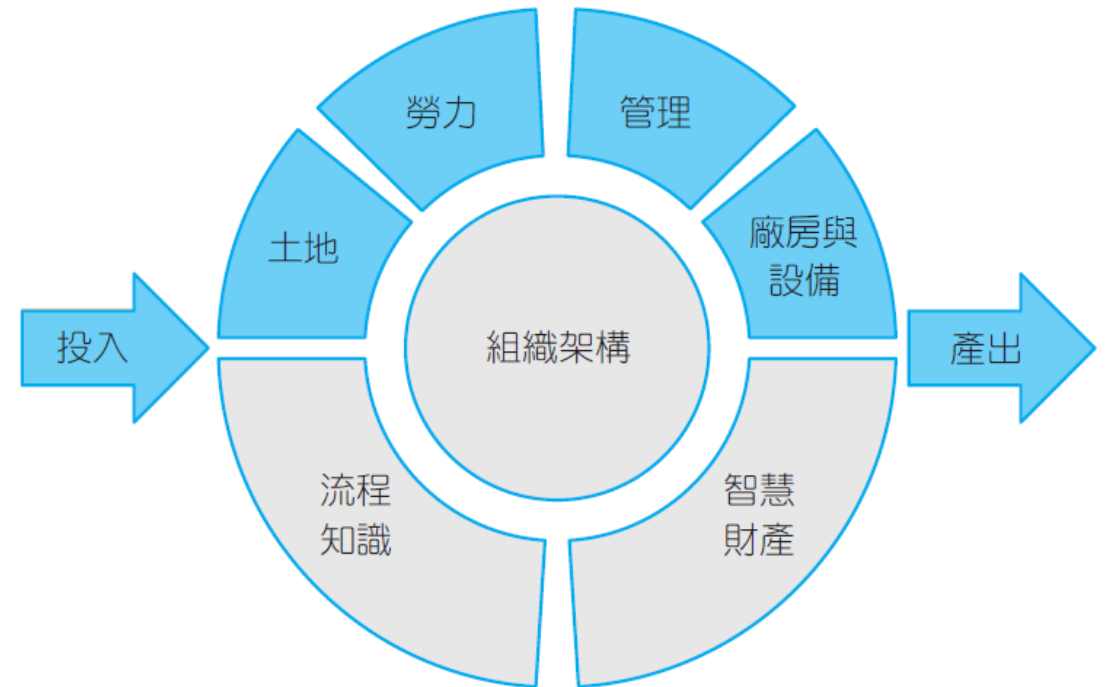 勞力
管理
土地
廠房與
設備
投入
組織架構
產出
流程
知識
智慧
財產